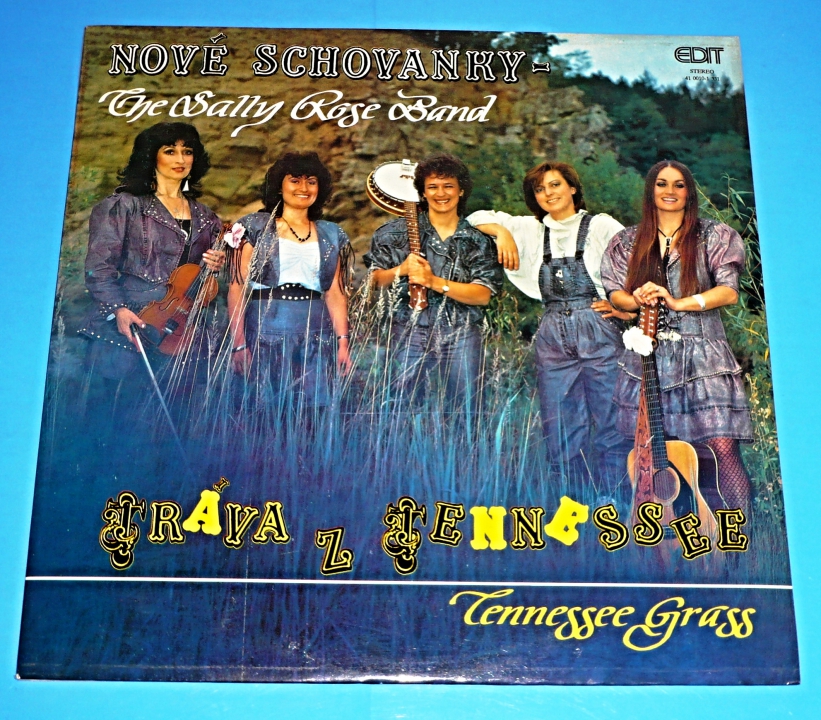 NOVÉ SCHOVANKY-
EDIT
STEREO
The Sally Rose Band
TRÁVA Z TENNESSEE
Tennessee Grass